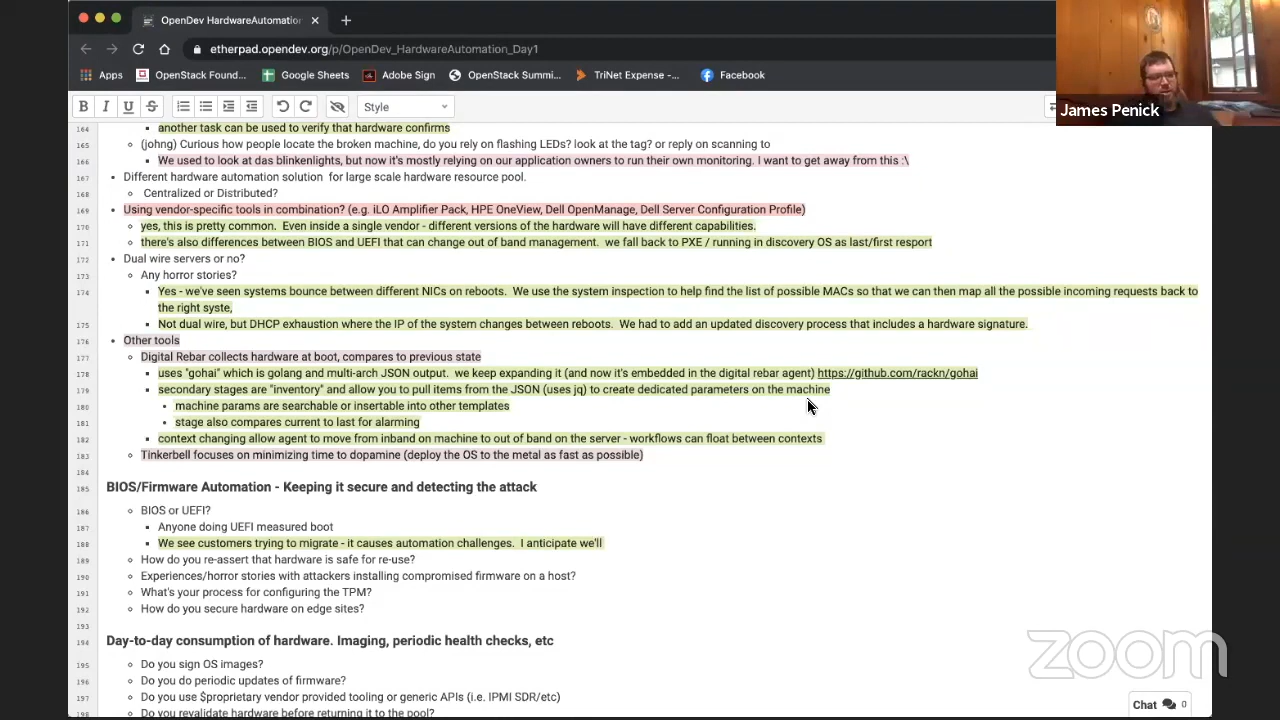 OpenDev HardwareAutomation
etherpad.opendev.org/p/OpenDev_HardwareAutomation_Day1
Apps OpenStack Found... Google Sheets Adobe Sign OpenStack Summi... TriNet Expense -... Facebook
James Penick
B I U S Style
164 another task can be used to verify that hardware confirms
165 (johng) Curious how people locate the broken machine, do you rely on flashing LEDs? look at the tag? or reply on scanning to
166 We used to look at das blinkenlights, but now it's mostly relying on our application owners to run their own monitoring. I want to get away from this :\
167 Different hardware automation solution for large scale hardware resource pool.
168 Centralized or Distributed?
169 Using vendor-specific tools in combination? (e.g. iLO Amplifier Pack, HPE OneView, Dell OpenManage, Dell Server Configuration Profile)
170 yes, this is pretty common. Even inside a single vendor - different versions of the hardware will have different capabilities.
171 there's also differences between BIOS and UEFI that can change out of band management. we fall back to PXE / running in discovery OS as last/first resport
172 Dual wire servers or no?
173 Any horror stories?
174 Yes - we've seen systems bounce between different NICs on reboots. We use the system inspection to help find the list of possible MACs so that we can then map all the possible incoming requests back to
the right syste,
175 Not dual wire, but DHCP exhaustion where the IP of the system changes between reboots. We had to add an updated discovery process that includes a hardware signature.
176 Other tools
177 Digital Rebar collects hardware at boot, compares to previous state
178 uses "gohai" which is golang and multi-arch JSON output. we keep expanding it (and now it's embedded in the digital rebar agent) https://github.com/rackn/gohai
179 secondary stages are "inventory" and allow you to pull items from the JSON (uses jq) to create dedicated parameters on the machine
180 machine params are searchable or insertable into other templates
181 stage also compares current to last for alarming
182 context changing allow agent to move from inband on machine to out of band on the server - workflows can float between contexts
183 Tinkerbell focuses on minimizing time to dopamine (deploy the OS to the metal as fast as possible)
184
185 BIOS/Firmware Automation - Keeping it secure and detecting the attack
186 BIOS or UEFI?
187 Anyone doing UEFI measured boot
188 We see customers trying to migrate - it causes automation challenges. I anticipate we'll
189 How do you re-assert that hardware is safe for re-use?
190 Experiences/horror stories with attackers installing compromised firmware on a host?
191 What's your process for configuring the TPM?
192 How do you secure hardware on edge sites?
193
194 Day-to-day consumption of hardware. Imaging, periodic health checks, etc
195 Do you sign OS images?
196 Do you do periodic updates of firmware?
197 Do you use $proprietary vendor provided tooling or generic APIs (i.e. IPMI SDR/etc)
198 Do you revalidate hardware before returning it to the pool?
zoom
Chat 0